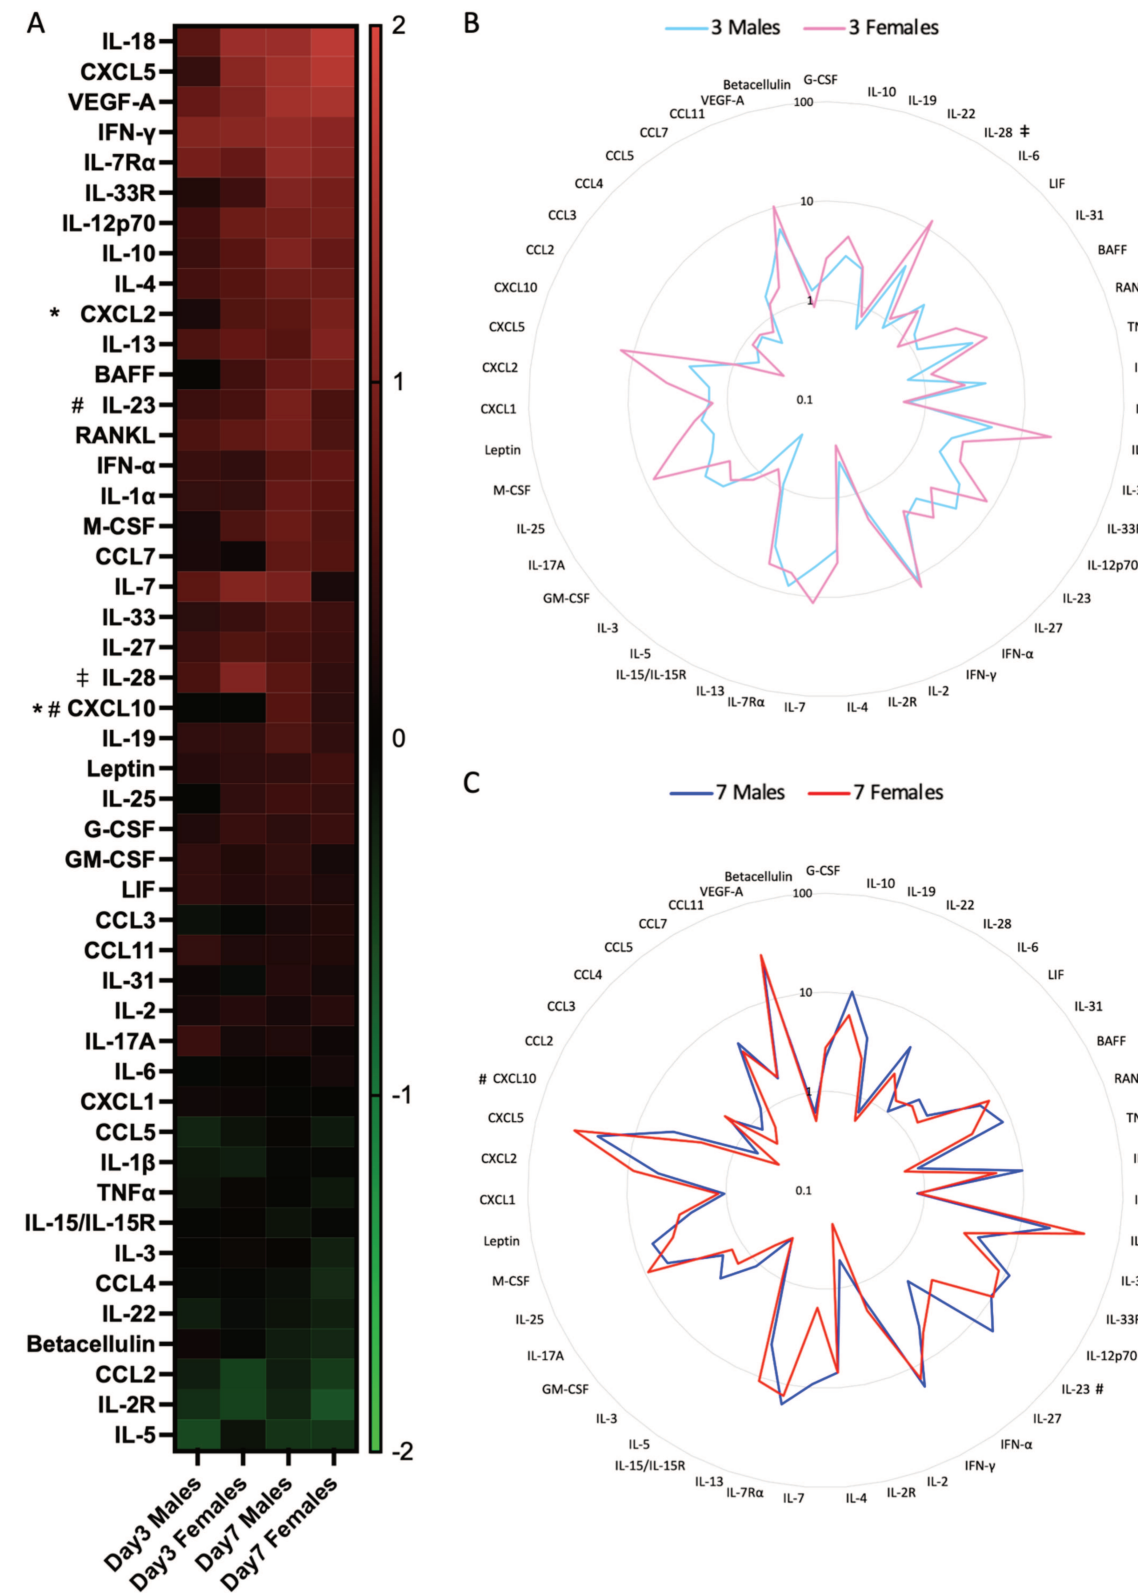 A
IL-18
CXCL5
VEGF-A
IFN-γ
IL-7Rα
IL-33R
IL-12p70
IL-10
IL-4
* CXCL2
IL-13
BAFF
# IL-23
RANKL
IFN-α
IL-1α
M-CSF
CCL7
IL-7
IL-33
IL-27
‡ IL-28
* # CXCL10
IL-19
Leptin
IL-25
G-CSF
GM-CSF
LIF
CCL3
CCL11
IL-31
IL-2
IL-17A
IL-6
CXCL1
CCL5
IL-1β
TNFα
IL-15/IL-15R
IL-3
CCL4
IL-22
Betacellulin
CCL2
IL-2R
IL-5
Day3 Males
Day3 Females
Day7 Males
Day7 Females
2
1
0
-1
-2
B
3 Males
3 Females
G-CSF
IL-10
IL-19
IL-22
IL-28 ‡
IL-6
LIF
IL-31
BAFF
RAN
IL-33
IL-12p70
IL-23
IL-27
IFN-α
IFN-γ
IL-2
IL-2R
IL-4
IL-7
IL-7Rα
IL-13
IL-15/IL-15R
IL-5
IL-3
GM-CSF
IL-17A
IL-25
M-CSF
Leptin
CXCL1
CXCL2
CXCL5
CXCL10
CCL2
CCL3
CCL4
CCL5
CCL7
CCL11
VEGF-A
Betacellulin
100
10
1
0.1
C
7 Males
7 Females
G-CSF
IL-10
IL-19
IL-22
IL-28
IL-6
LIF
IL-31
BAFF
RAN
IL-33
IL-12p70
IL-23 #
IL-27
IFN-α
IFN-γ
IL-2
IL-2R
IL-4
IL-7
IL-7Rα
IL-13
IL-15/IL-15R
IL-5
IL-3
GM-CSF
IL-17A
IL-25
M-CSF
Leptin
CXCL1
CXCL2
CXCL5
# CXCL10
CCL2
CCL3
CCL4
CCL5
CCL7
CCL11
VEGF-A
Betacellulin
100
10
1
0.1